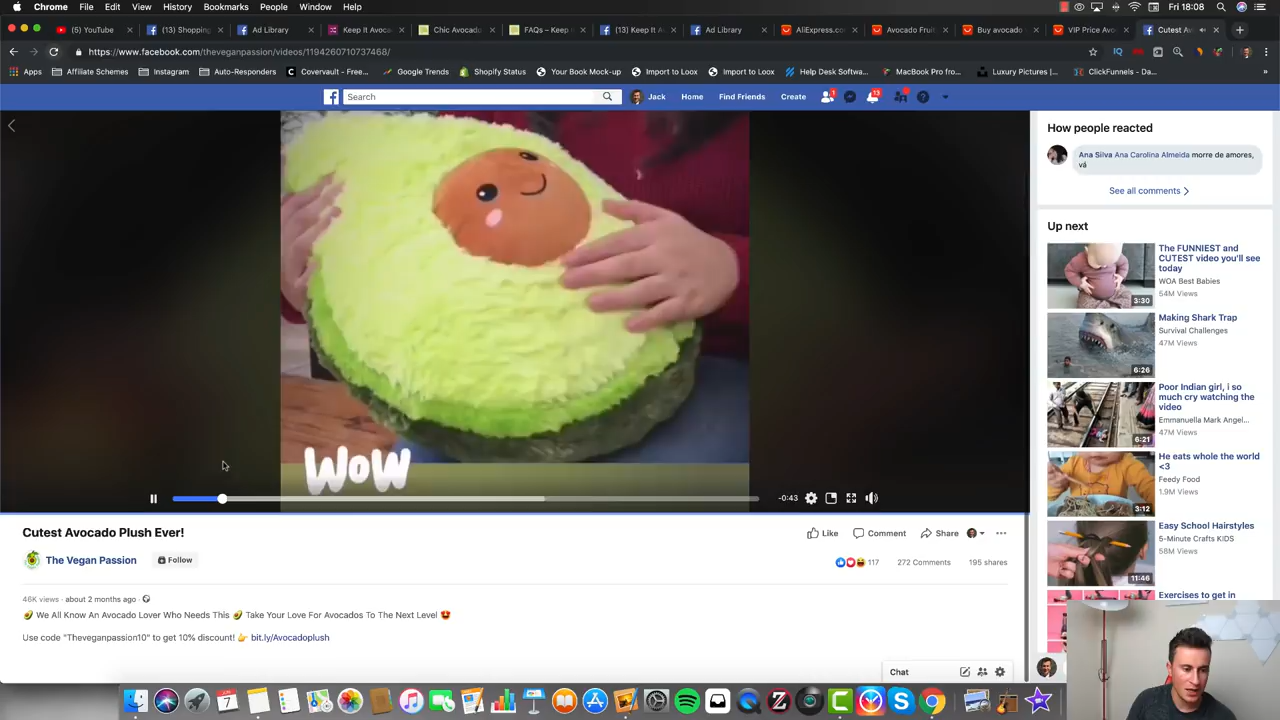 Chrome File Edit View History Bookmarks People Window Help Fri 18:08
(5) YouTube (13) Shopping Ad Library Keep It Avoca Chic Avocad FAQs – Keep (13) Keep It A Ad Library AliExpress.co Avocado Fruit Buy avocado VIP Price Avo Cutest Av
https://www.facebook.com/theveganpassion/videos/1194260710737468/
Apps Affiliate Schemes Instagram Auto-Responders Covervault - Free... Google Trends Shopify Status Your Book Mock-up Import to Loox Import to Loox Help Desk Softwa... MacBook Pro fro... Luxury Pictures |... ClickFunnels - Da... »
Search Jack Home Find Friends Create 1 13
How people reacted
Ana Silva Ana Carolina Almeida morre de amores,
vá
See all comments
Up next
The FUNNIEST and
CUTEST video you'll see
today
WOA Best Babies
54M Views
3:30
Making Shark Trap
Survival Challenges
47M Views
6:26
Poor Indian girl, i so
much cry watching the
video
Emmanuella Mark Angel...
47M Views
6:21
He eats whole the world
<3
Feedy Food
1.9M Views
3:12
Easy School Hairstyles
5-Minute Crafts KIDS
58M Views
11:46
Exercises to get in
WOW
-0:43
Cutest Avocado Plush Ever!
Like Comment Share
The Vegan Passion Follow
117 272 Comments 195 shares
46K views · about 2 months ago ·
We All Know An Avocado Lover Who Needs This Take Your Love For Avocados To The Next Level
Use code "Theveganpassion10" to get 10% discount! bit.ly/Avocadoplush
Chat
7